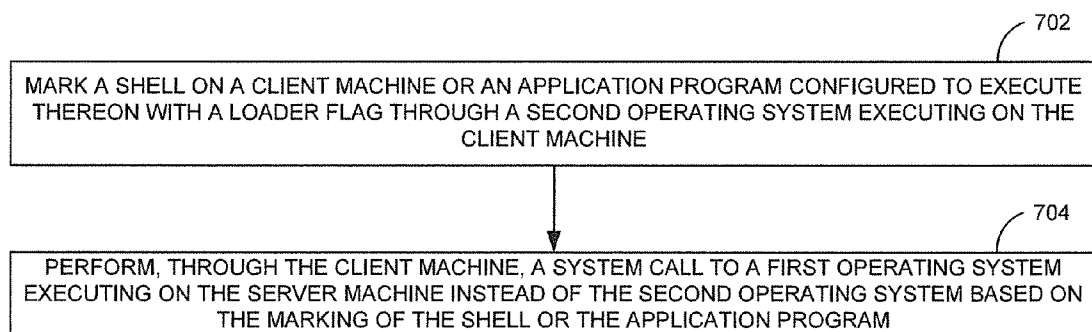 702
MARK A SHELL ON A CLIENT MACHINE OR AN APPLICATION PROGRAM CONFIGURED TO EXECUTE
THEREON WITH A LOADER FLAG THROUGH A SECOND OPERATING SYSTEM EXECUTING ON THE
CLIENT MACHINE
704
PERFORM, THROUGH THE CLIENT MACHINE, A SYSTEM CALL TO A FIRST OPERATING SYSTEM
EXECUTING ON THE SERVER MACHINE INSTEAD OF THE SECOND OPERATING SYSTEM BASED ON
THE MARKING OF THE SHELL OR THE APPLICATION PROGRAM